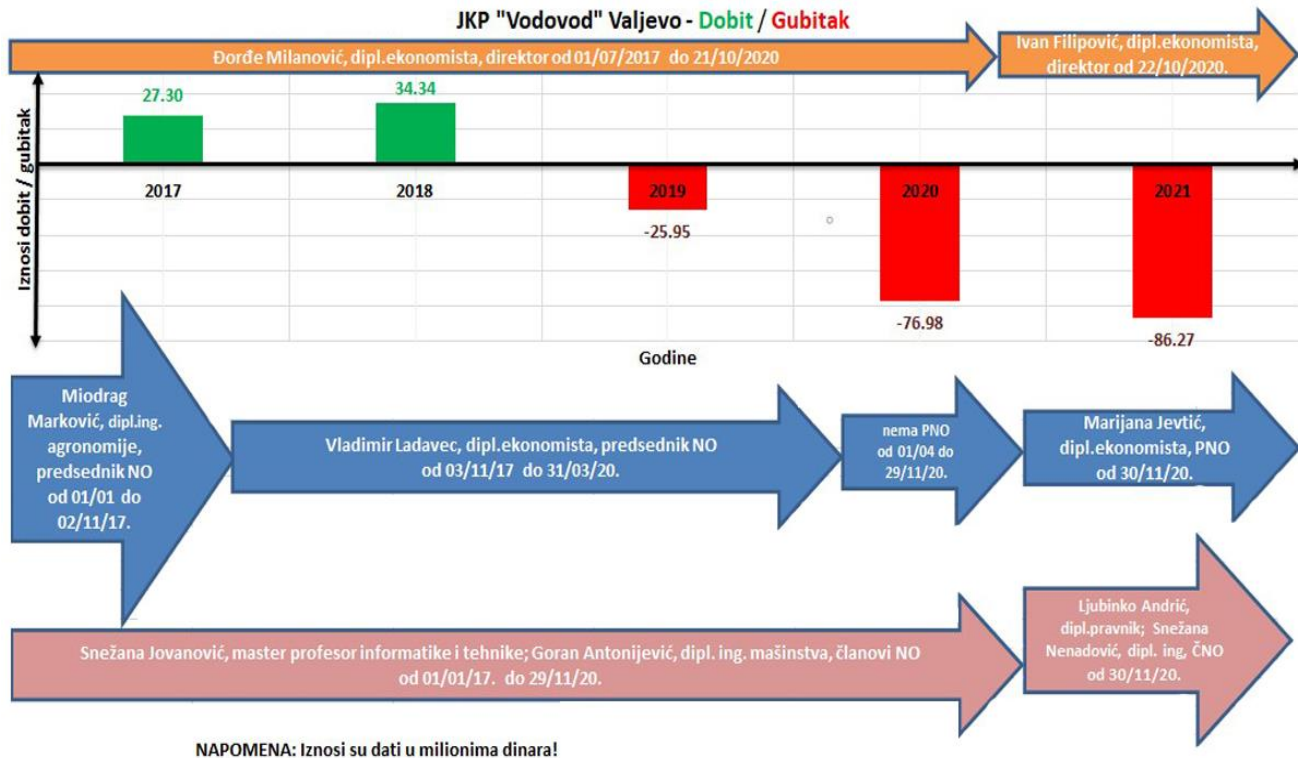 JKP "Vodovod" Valjevo - Dobit / Gubitak
Đorđe Milanović, dipl.ekonomista, direktor od 01/07/2017 do 21/10/2020
Ivan Filipović, dipl.ekonomista,
direktor od 22/10/2020.
Iznosi dobit / gubitak
27.30
34.34
2017
2018
2019
2020
2021
-25.95
-76.98
-86.27
Godine
Miodrag
Marković, dipl.ing.
agronomije,
predsednik NO
od 01/01 do
02/11/17.
Vladimir Ladavec, dipl.ekonomista, predsednik NO
od 03/11/17 do 31/03/20.
nema PNO
od 01/04 do
29/11/20.
Marijana Jevtić,
dipl.ekonomista, PNO
od 30/11/20.
Snežana Jovanović, master profesor informatike i tehnike; Goran Antonijević, dipl. ing. mašinstva, članovi NO
od 01/01/17. do 29/11/20.
Ljubinko Andrić,
dipl.pravnik; Snežana
Nenadović, dipl. ing, ČNO
od 30/11/20.
NAPOMENA: Iznosi su dati u milionima dinara!